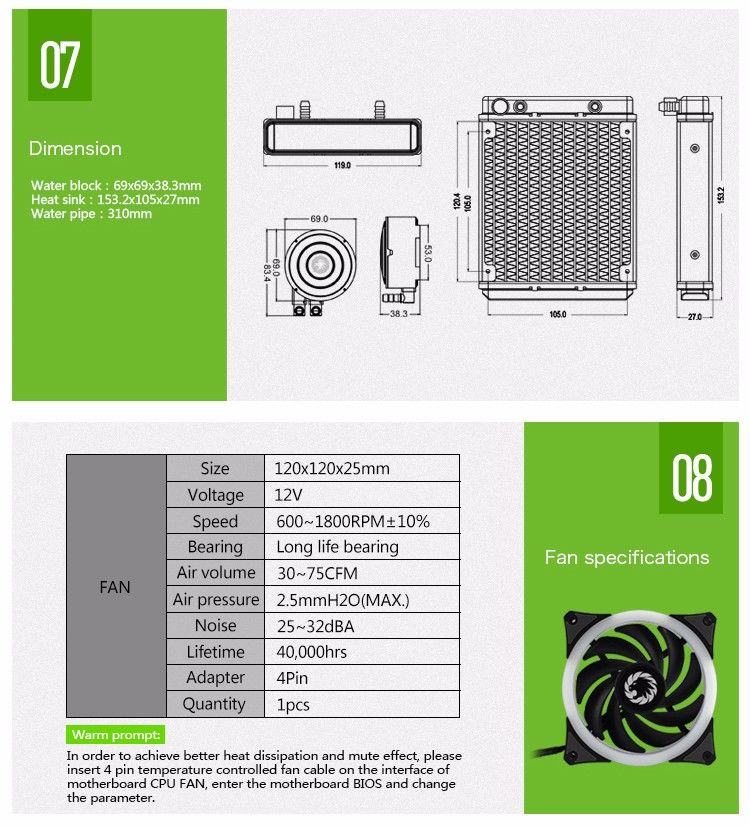 07
Dimension
Water block : 69x69x38.3mm
Heat sink : 153.2x105x27mm
Water pipe : 310mm
119.0
69.0
69.0
83.4
53.0
38.3
120.4
105.0
105.0
153.2
27.0
08
Fan specifications
FAN
Size 120x120x25mm
Voltage 12V
Speed 600~1800RPM±10%
Bearing Long life bearing
Air volume 30~75CFM
Air pressure 2.5mmH2O(MAX.)
Noise 25~32dBA
Lifetime 40,000hrs
Adapter 4Pin
Quantity 1pcs
Warm prompt:
In order to achieve better heat dissipation and mute effect, please
insert 4 pin temperature controlled fan cable on the interface of
motherboard CPU FAN, enter the motherboard BIOS and change
the parameter.